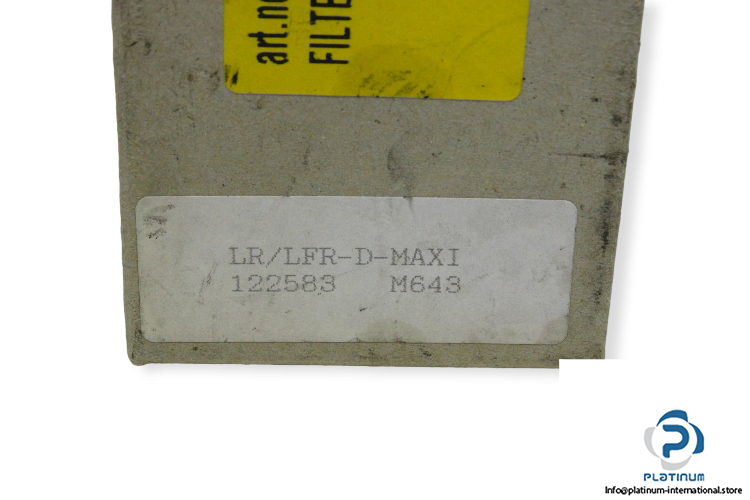 art.no
FILTE
LR/LFR-D-MAXI
122583 M643
PLATINUM
Info@platinum-international.store